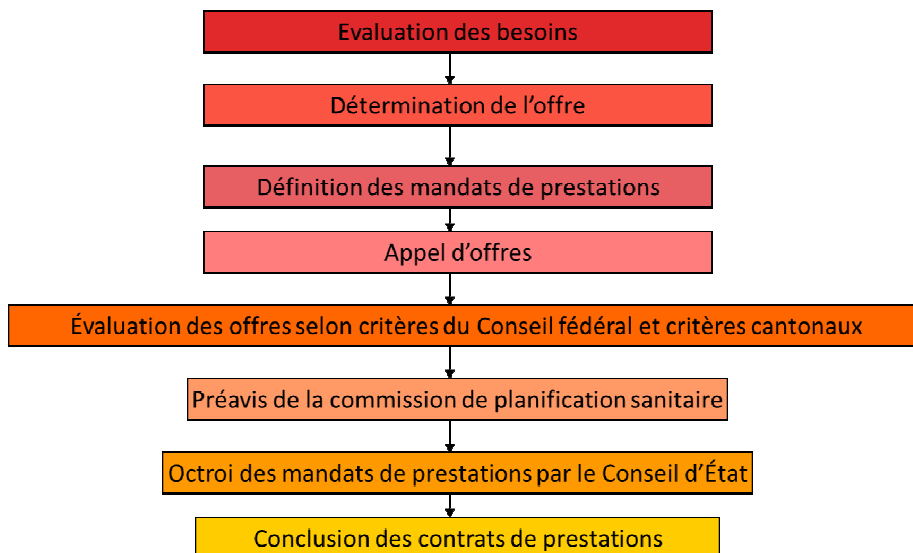 Evaluation des besoins
Détermination de l'offre
Définition des mandats de prestations
Appel d'offres
Évaluation des offres selon critères du Conseil fédéral et critères cantonaux
Préavis de la commission de planification sanitaire
Octroi des mandats de prestations par le Conseil d'État
Conclusion des contrats de prestations